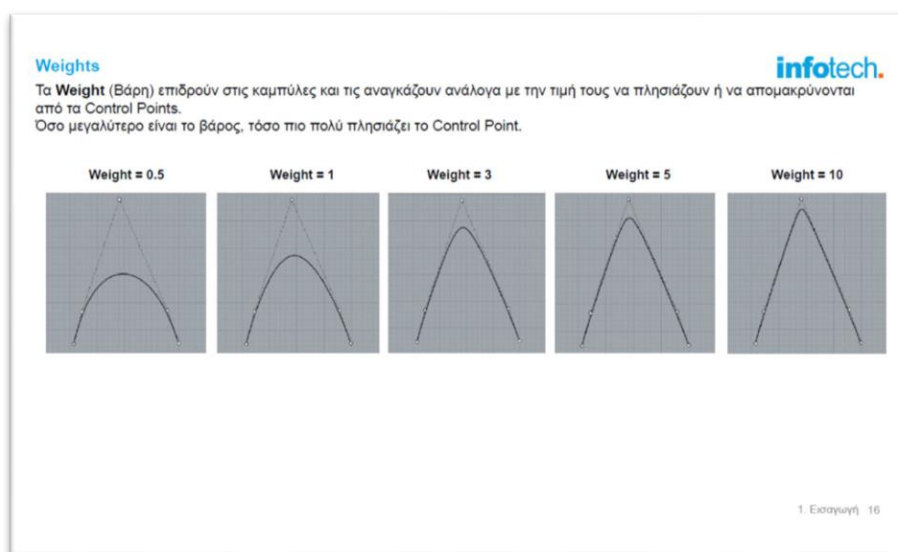 Weights
infotech.
Τα Weight (Βάρη) επιδρούν στις καμπύλες και τις αναγκάζουν ανάλογα με την τιμή τους να πλησιάζουν ή να απομακρύνονται
από τα Control Points.
Όσο μεγαλύτερο είναι το βάρος, τόσο πιο πολύ πλησιάζει το Control Point.
Weight = 0.5 Weight = 1 Weight = 3 Weight = 5 Weight = 10
1. Εισαγωγή 16